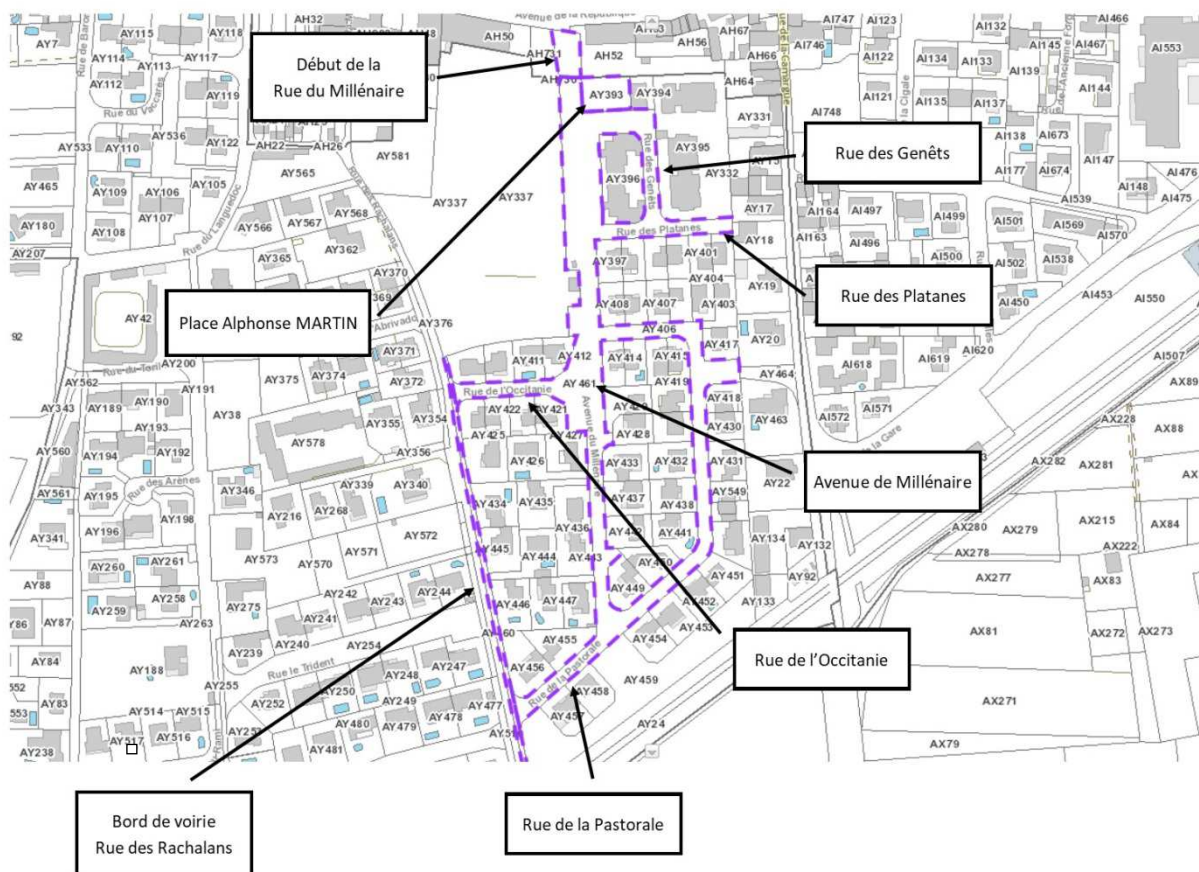 AH32
AH50
Avenue de la République
AH53
AH67
AI747
AI123
AI132
AI466
AY7
AY115
AY118
AY114
AY113
AY117
AH731
AH52
AH56
AH66
AI746
AI122
AI134
AI133
AI145
AI467
AI553
AY112
AY119
AY393
AY394
AH64
AI121
AI135
AI137
AI144
Début de la
Rue du Millénaire
Rue du Vaccarès
AY536
AY122
AH22
AH26
AY331
AI748
AI138
AI673
AI147
AY533
AY110
AY581
AY395
AY332
AI177
AI674
AI148
AI476
Rue des Genêts
AY465
AY109
AY106
AY105
AY565
AY396
Rue des Genêts
AI539
AI475
AY107
AY568
AY337
AY337
AY17
AI164
AI497
AI499
AI501
AI569
AY180
AY108
AY567
AY566
AY362
Rue des Platanes
AY18
AI163
AI496
AI570
AY207
Rue du Languedoc
AY365
AY397
AY401
AI500
AI502
AI538
AY370
AY404
AY19
AI450
AI453
AI550
Place Alphonse MARTIN
Rue des Platanes
AY42
369
AY408
AY407
AY403
92
Abrivado
AY376
AY406
AY417
AY20
AI618
AI619
AI620
AI507
Rue du Toril
AY200
AY371
AY411
AY412
AY414
AY415
AY562
AY191
AY375
AY374
AY372
AY461
AY419
AY464
AX89
AY343
AY189
AY190
AY38
Rue de l'Occitanie
AY418
AI571
AY193
AY354
AY422
AY421
AY463
AI572
AX228
AY355
AY425
AY427
AY428
AY430
AX88
AY578
AY560
AY194
AY192
AY356
AY426
AY433
AY432
AY431
AY22
AX282
AX281
Avenue de Millénaire
AY561
AY195
Rue des Arènes
AY346
AY339
AY340
AY434
AY435
AY437
AY438
AY549
AY198
AY216
AY268
AY341
AY196
AY436
AY441
AY134
AX280
AX279
AX215
AX84
AY573
AY571
AY572
AY445
AY444
AY443
AY132
AX278
AX222
AY260
AY261
AY570
AY451
AY92
AX277
AX83
AY88
AY258
AY242
AY244
AY449
AY259
AY275
AY243
AY446
AY447
AY452
AY133
AY87
AY263
AY241
AY453
AX81
AX272
AX273
AY240
AY254
AY455
AY454
AY84
AY239
AY188
Rue le Trident
AY247
AY456
Rue de la Pastorale
AY459
Rue de l'Occitanie
AY255
AY248
AY458
AX271
AY83
AY252
AY250
AY249
AY477
AY514
AY515
AY478
AY457
AY24
AY480
AY479
AY238
AY517
AY516
AY481
AX79
Bord de voirie
Rue des Rachalans
Rue de la Pastorale